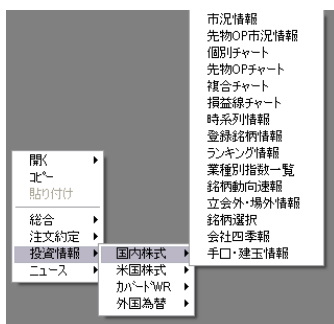 開く
ｺﾋﾟｰ
貼り付け
総合
注文約定
投資情報
ニュース
国内株式
米国株式
ｶﾊﾞｰﾄﾞWR
外国為替
市況情報
先物OP市況情報
個別チャート
先物OPチャート
複合チャート
損益線チャート
時系列情報
登録銘柄情報
ランキング情報
業種別指数一覧
銘柄動向速報
立会外・場外情報
銘柄選択
会社四季報
手口・建玉情報